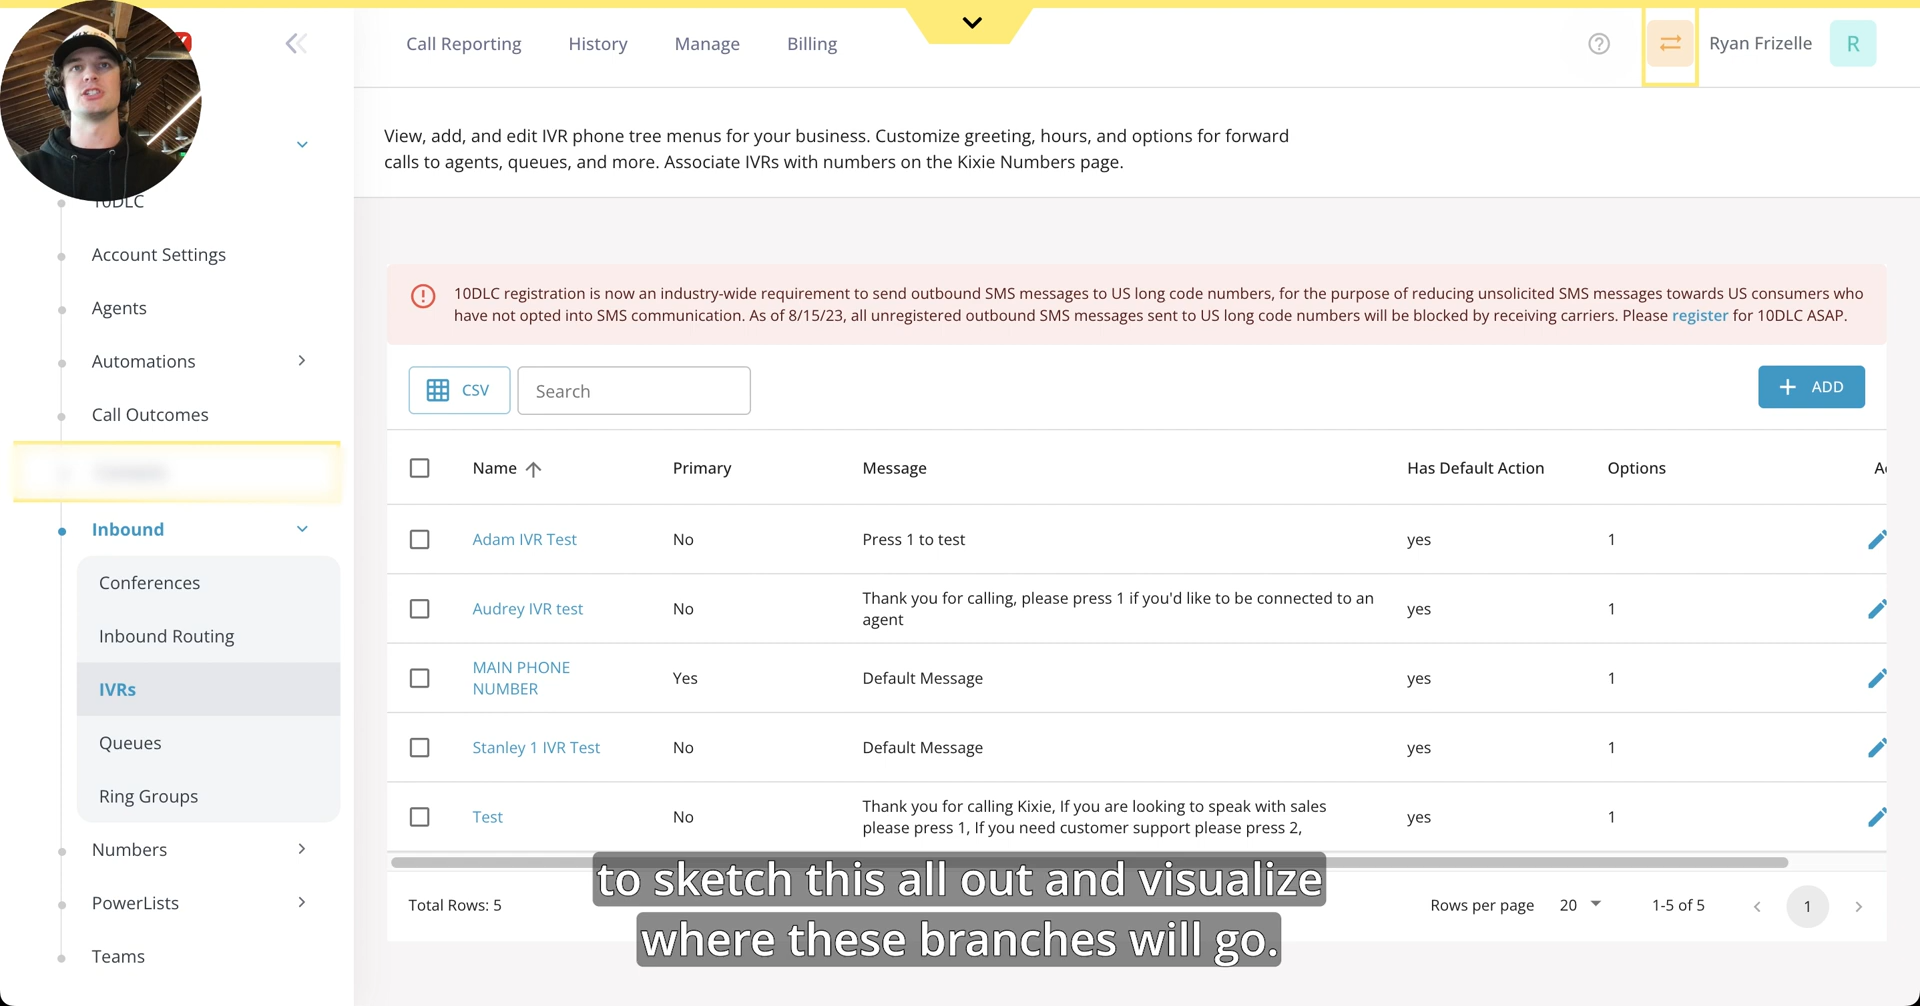 Call Reporting
History
Manage
Billing
Ryan Frizelle
R
View, add, and edit IVR phone tree menus for your business. Customize greeting, hours, and options for forward
calls to agents, queues, and more. Associate IVRs with numbers on the Kixie Numbers page.
10DLC
Account Settings
Agents
Automations
Call Outcomes
Inbound
Conferences
Inbound Routing
IVRs
Queues
Ring Groups
Numbers
PowerLists
Teams
10DLC registration is now an industry-wide requirement to send outbound SMS messages to US long code numbers, for the purpose of reducing unsolicited SMS messages towards US consumers who
have not opted into SMS communication. As of 8/15/23, all unregistered outbound SMS messages sent to US long code numbers will be blocked by receiving carriers. Please register for 10DLC ASAP.
CSV
Search
ADD
Name Primary Message Has Default Action Options
Adam IVR Test No Press 1 to test yes 1
Audrey IVR test No Thank you for calling, please press 1 if you'd like to be connected to an
agent yes 1
MAIN PHONE
NUMBER Yes Default Message yes 1
Stanley 1 IVR Test No Default Message yes 1
Test No Thank you for calling Kixie, If you are looking to speak with sales
please press 1, If you need customer support please press 2, yes 1
Total Rows: 5
Rows per page 20 1-5 of 5 1
to sketch this all out and visualize
where these branches will go.